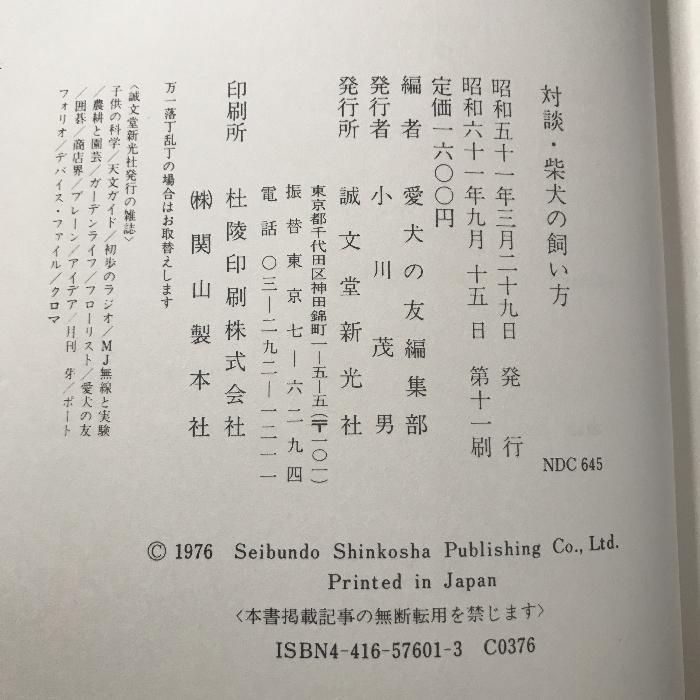 対談・柴犬の飼い方
昭和五十一年三月二十九日 発行
昭和六十一年九月十五日 第十一刷
定価一六〇〇円
編者 愛犬の友編集部
発行者 小川茂男
発行所 誠文堂新光社
東京都千代田区神田錦町一―五―五(〒一〇一)
振替東京七―六二九四
電話〇三―二九二―一二一一
印刷所 杜陵印刷株式会社
㈱関山製本社
万一落丁乱丁の場合はお取替えします
〈誠文堂新光社発行の雑誌〉
子供の科学/天文ガイド/初歩のラジオ/MJ無線と実験
/農耕と園芸/ガーデンライフ/フローリスト/愛犬の友
/囲碁/商店界/ブレーン/アイデア/月刊 芽/ポート
フォリオ/デバイス・ファイル/クロマ
NDC 645
© 1976 Seibundo Shinkosha Publishing Co., Ltd.
Printed in Japan
〈本書掲載記事の無断転用を禁じます〉
ISBN4-416-57601-3 C0376